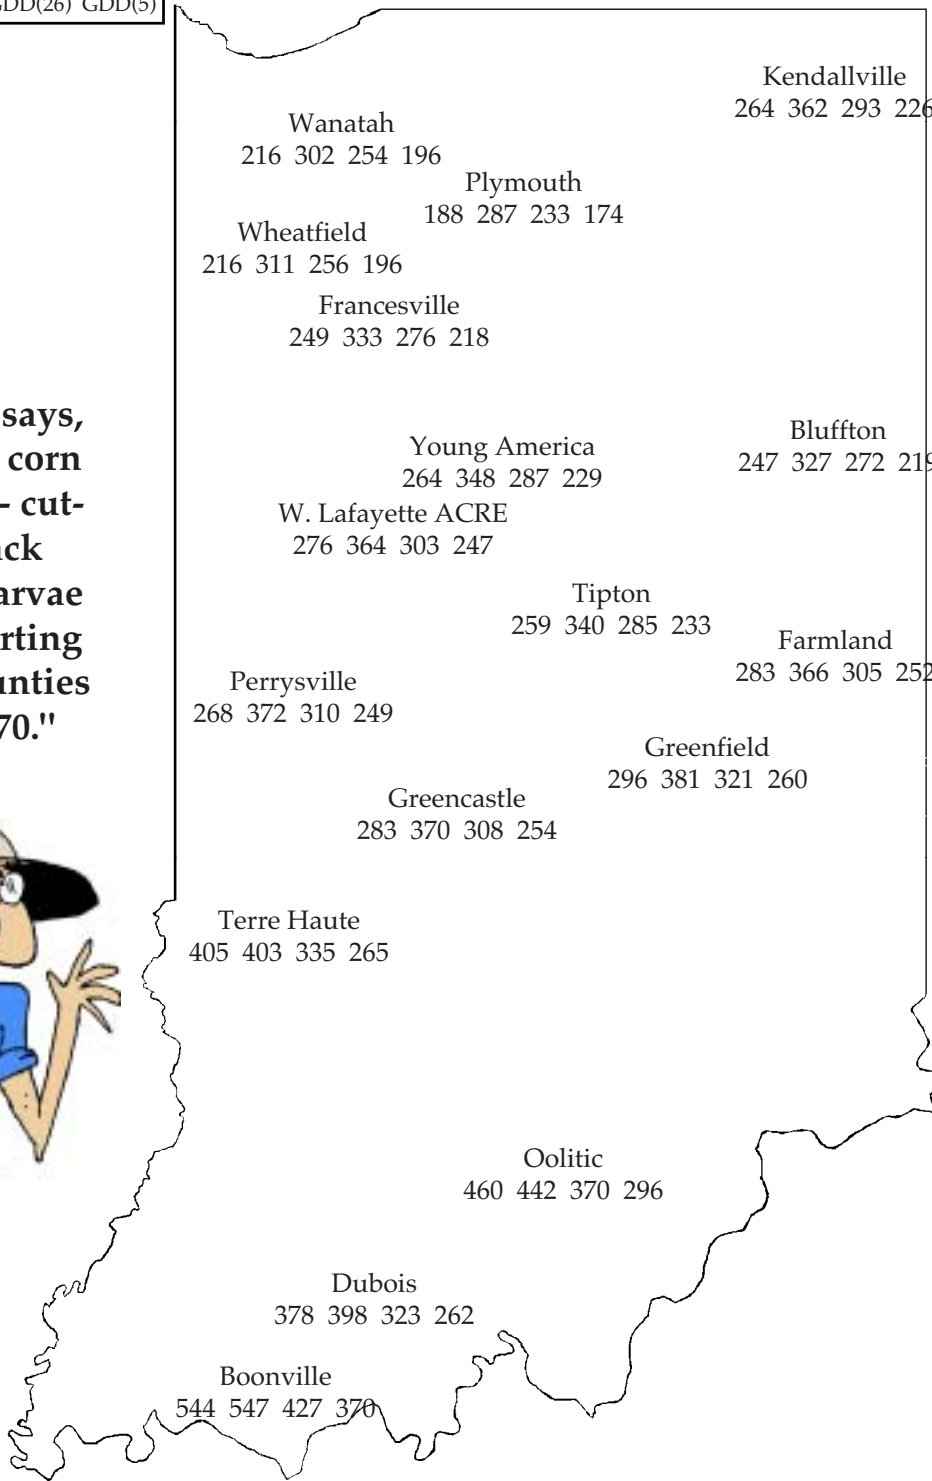 GDD(26) GDD(5)
Kendallville
264 362 293 226
Wanatah
216 302 254 196
Plymouth
188 287 233 174
Wheatfield
216 311 256 196
Francesville
249 333 276 218
says,
corn
- cut-
ck
arvae
rting
unties
70."
Bluffton
247 327 272 219
Young America
264 348 287 229
W. Lafayette ACRE
276 364 303 247
Tipton
259 340 285 233
Farmland
283 366 305 252
Perrysville
268 372 310 249
Greenfield
296 381 321 260
Greencastle
283 370 308 254
Terre Haute
405 403 335 265
Oolitic
460 442 370 296
Dubois
378 398 323 262
Boonville
544 547 427 370